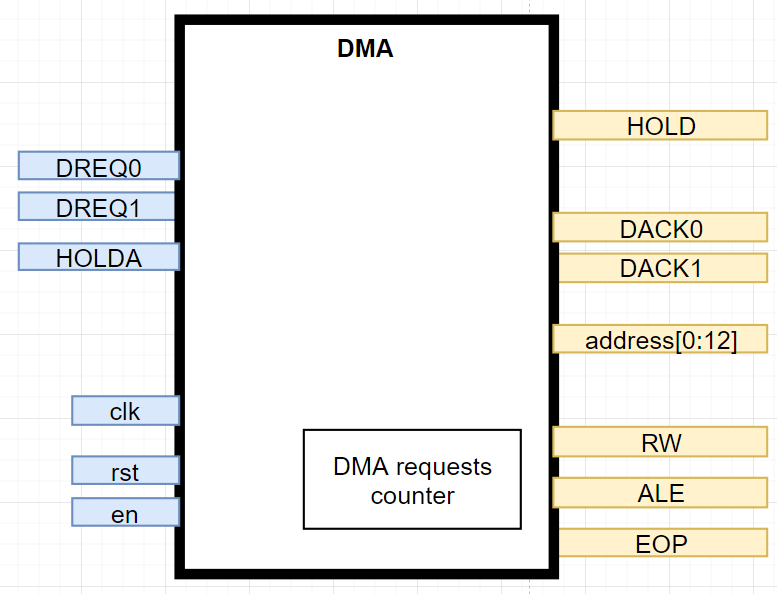 DMA
DREQ0
DREQ1
HOLDA
clk
rst
en
DMA requests
counter
HOLD
DACK0
DACK1
address[0:12]
RW
ALE
EOP